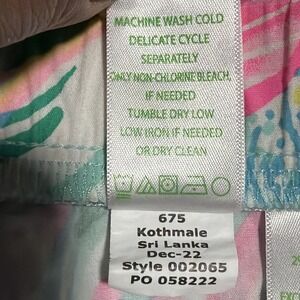 MACHINE WASH COLD
DELICATE CYCLE
SEPARATELY
ONLY NON-CHLORINE BLEACH,
IF NEEDED
TUMBLE DRY LOW
LOW IRON IF NEEDED
OR DRY CLEAN
675
Kothmale
Sri Lanka
Dec-22
Style 002065
PO 058222